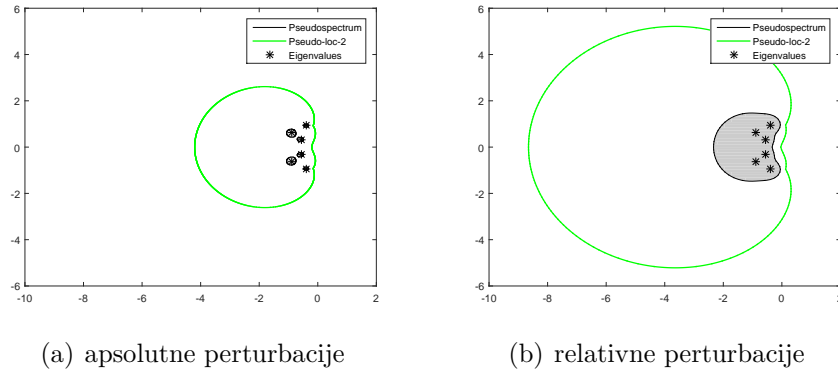 Pseudospectrum
Pseudo-loc-2
Eigenvalues
6
4
2
0
-2
-4
-6
-10 -8 -6 -4 -2 0 2
(a) apsolutne perturbacije
Pseudospectrum
Pseudo-loc-2
Eigenvalues
6
4
2
0
-2
-4
-6
-10 -8 -6 -4 -2 0 2
(b) relativne perturbacije